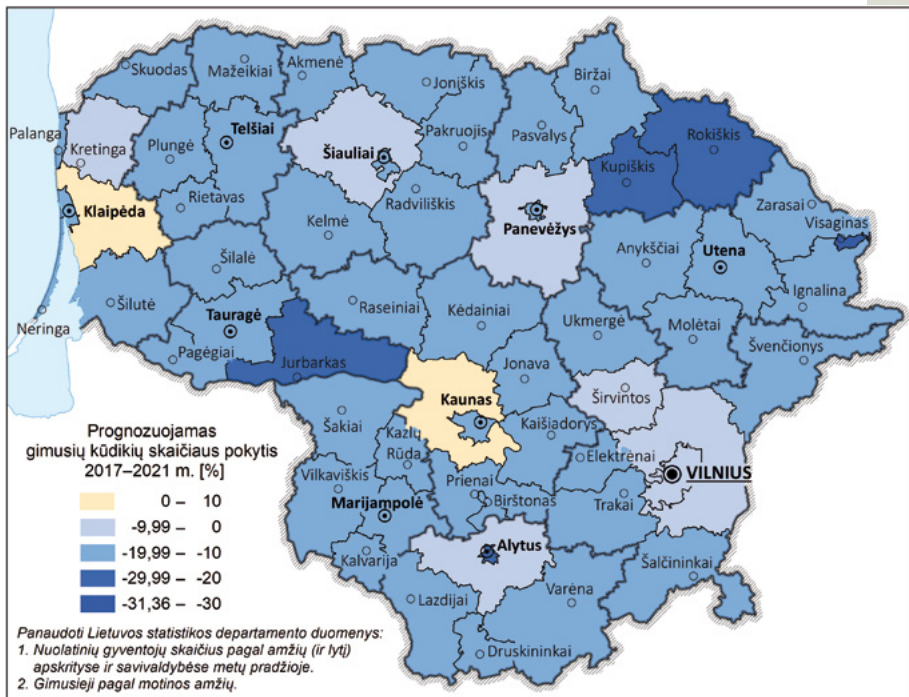 Skuodas
Mažeikiai
Akmenė
Joniškis
Biržai
Palanga
Kretinga
Plungė
Telšiai
Šiauliai
Pakruojis
Pasvalys
Rokiškis
Kupiškis
Klaipėda
Rietavas
Kelmė
Radviliškis
Panevėžys
Zarasai
Visaginas
Anykščiai
Utena
Šilalė
Ignalina
Neringa
Šilutė
Tauragė
Raseiniai
Kėdainiai
Ukmergė
Molėtai
Švenčionys
Pagėgiai
Jurbarkas
Jonava
Kaunas
Širvintos
Šakiai
Kazlų
Rūda
Kaišiadorys
Elektrėnai
VILNIUS
Vilkaviškis
Prienai
Birštonas
Trakai
Marijampolė
Kalvarija
Alytus
Šalčininkai
Lazdijai
Varėna
Druskininkai
Prognozuojamas
gimusių kūdikių skaičiaus pokytis
2017–2021 m. [%]
0 – 10
-9,99 – 0
-19,99 – -10
-29,99 – -20
-31,36 – -30
Panaudoti Lietuvos statistikos departamento duomenys:
1. Nuolatinių gyventojų skaičius pagal amžių (ir lytį)
apskrityse ir savivaldybėse metų pradžioje.
2. Gimusieji pagal motinos amžių.